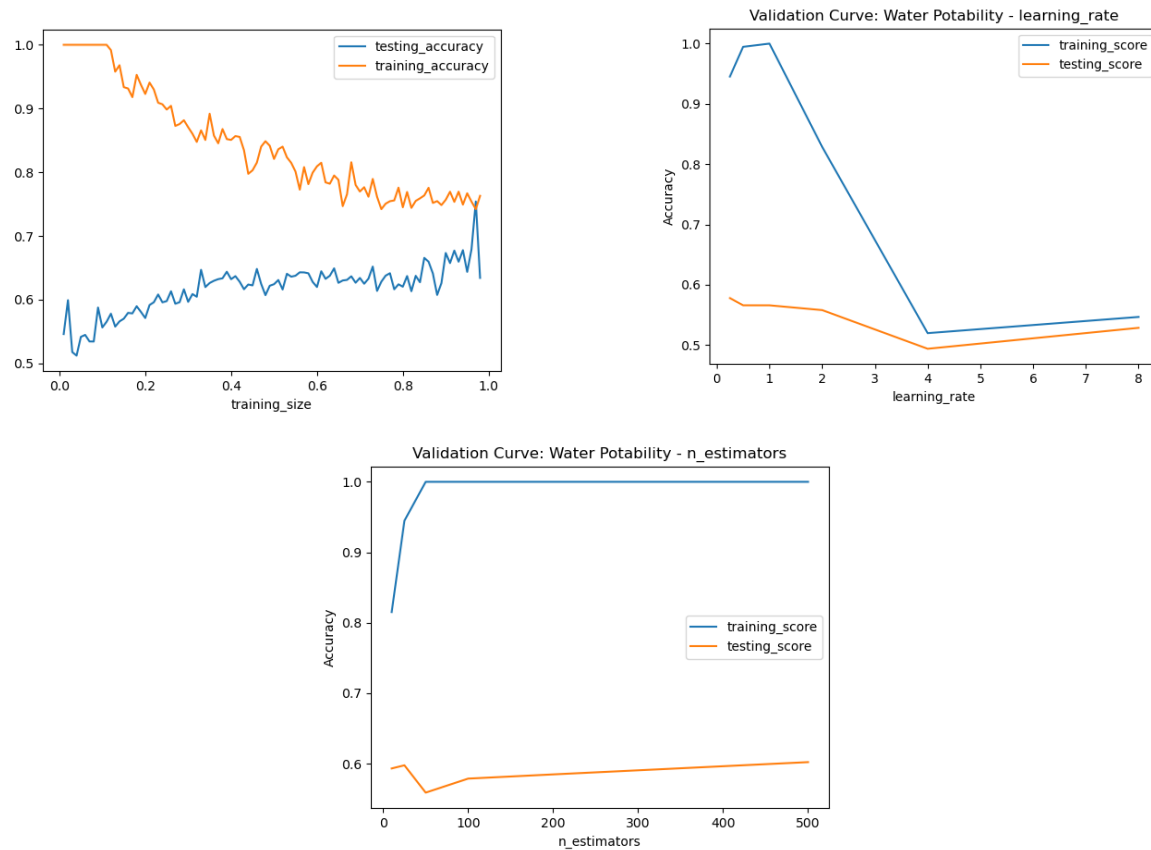 testing_accuracy
training_accuracy
1.0
0.9
0.8
0.7
0.6
0.5
0.0 0.2 0.4 0.6 0.8 1.0
training_size
Validation Curve: Water Potability - learning_rate
training_score
testing_score
1.0
0.9
0.8
0.7
0.6
0.5
Accuracy
0 1 2 3 4 5 6 7 8
learning_rate
Validation Curve: Water Potability - n_estimators
1.0
0.9
0.8
0.7
0.6
Accuracy
training_score
testing_score
0 100 200 300 400 500
n_estimators